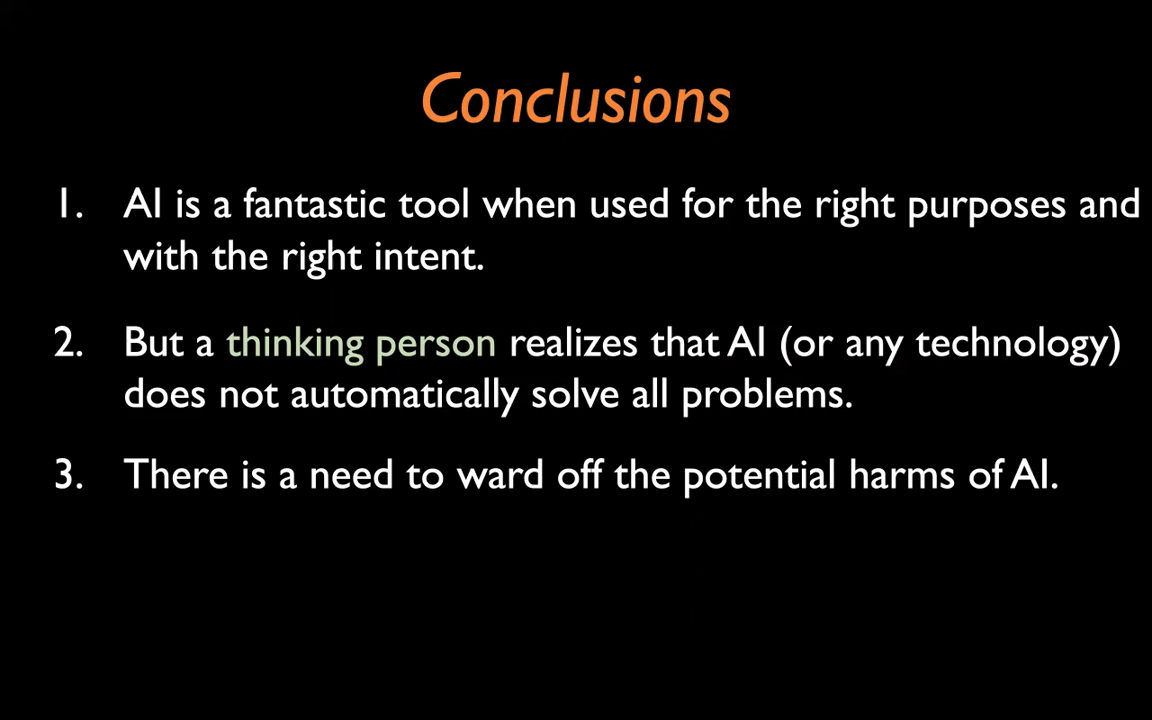 Conclusions
1. AI is a fantastic tool when used for the right purposes and
with the right intent.
2. But a thinking person realizes that AI (or any technology)
does not automatically solve all problems.
3. There is a need to ward off the potential harms of AI.